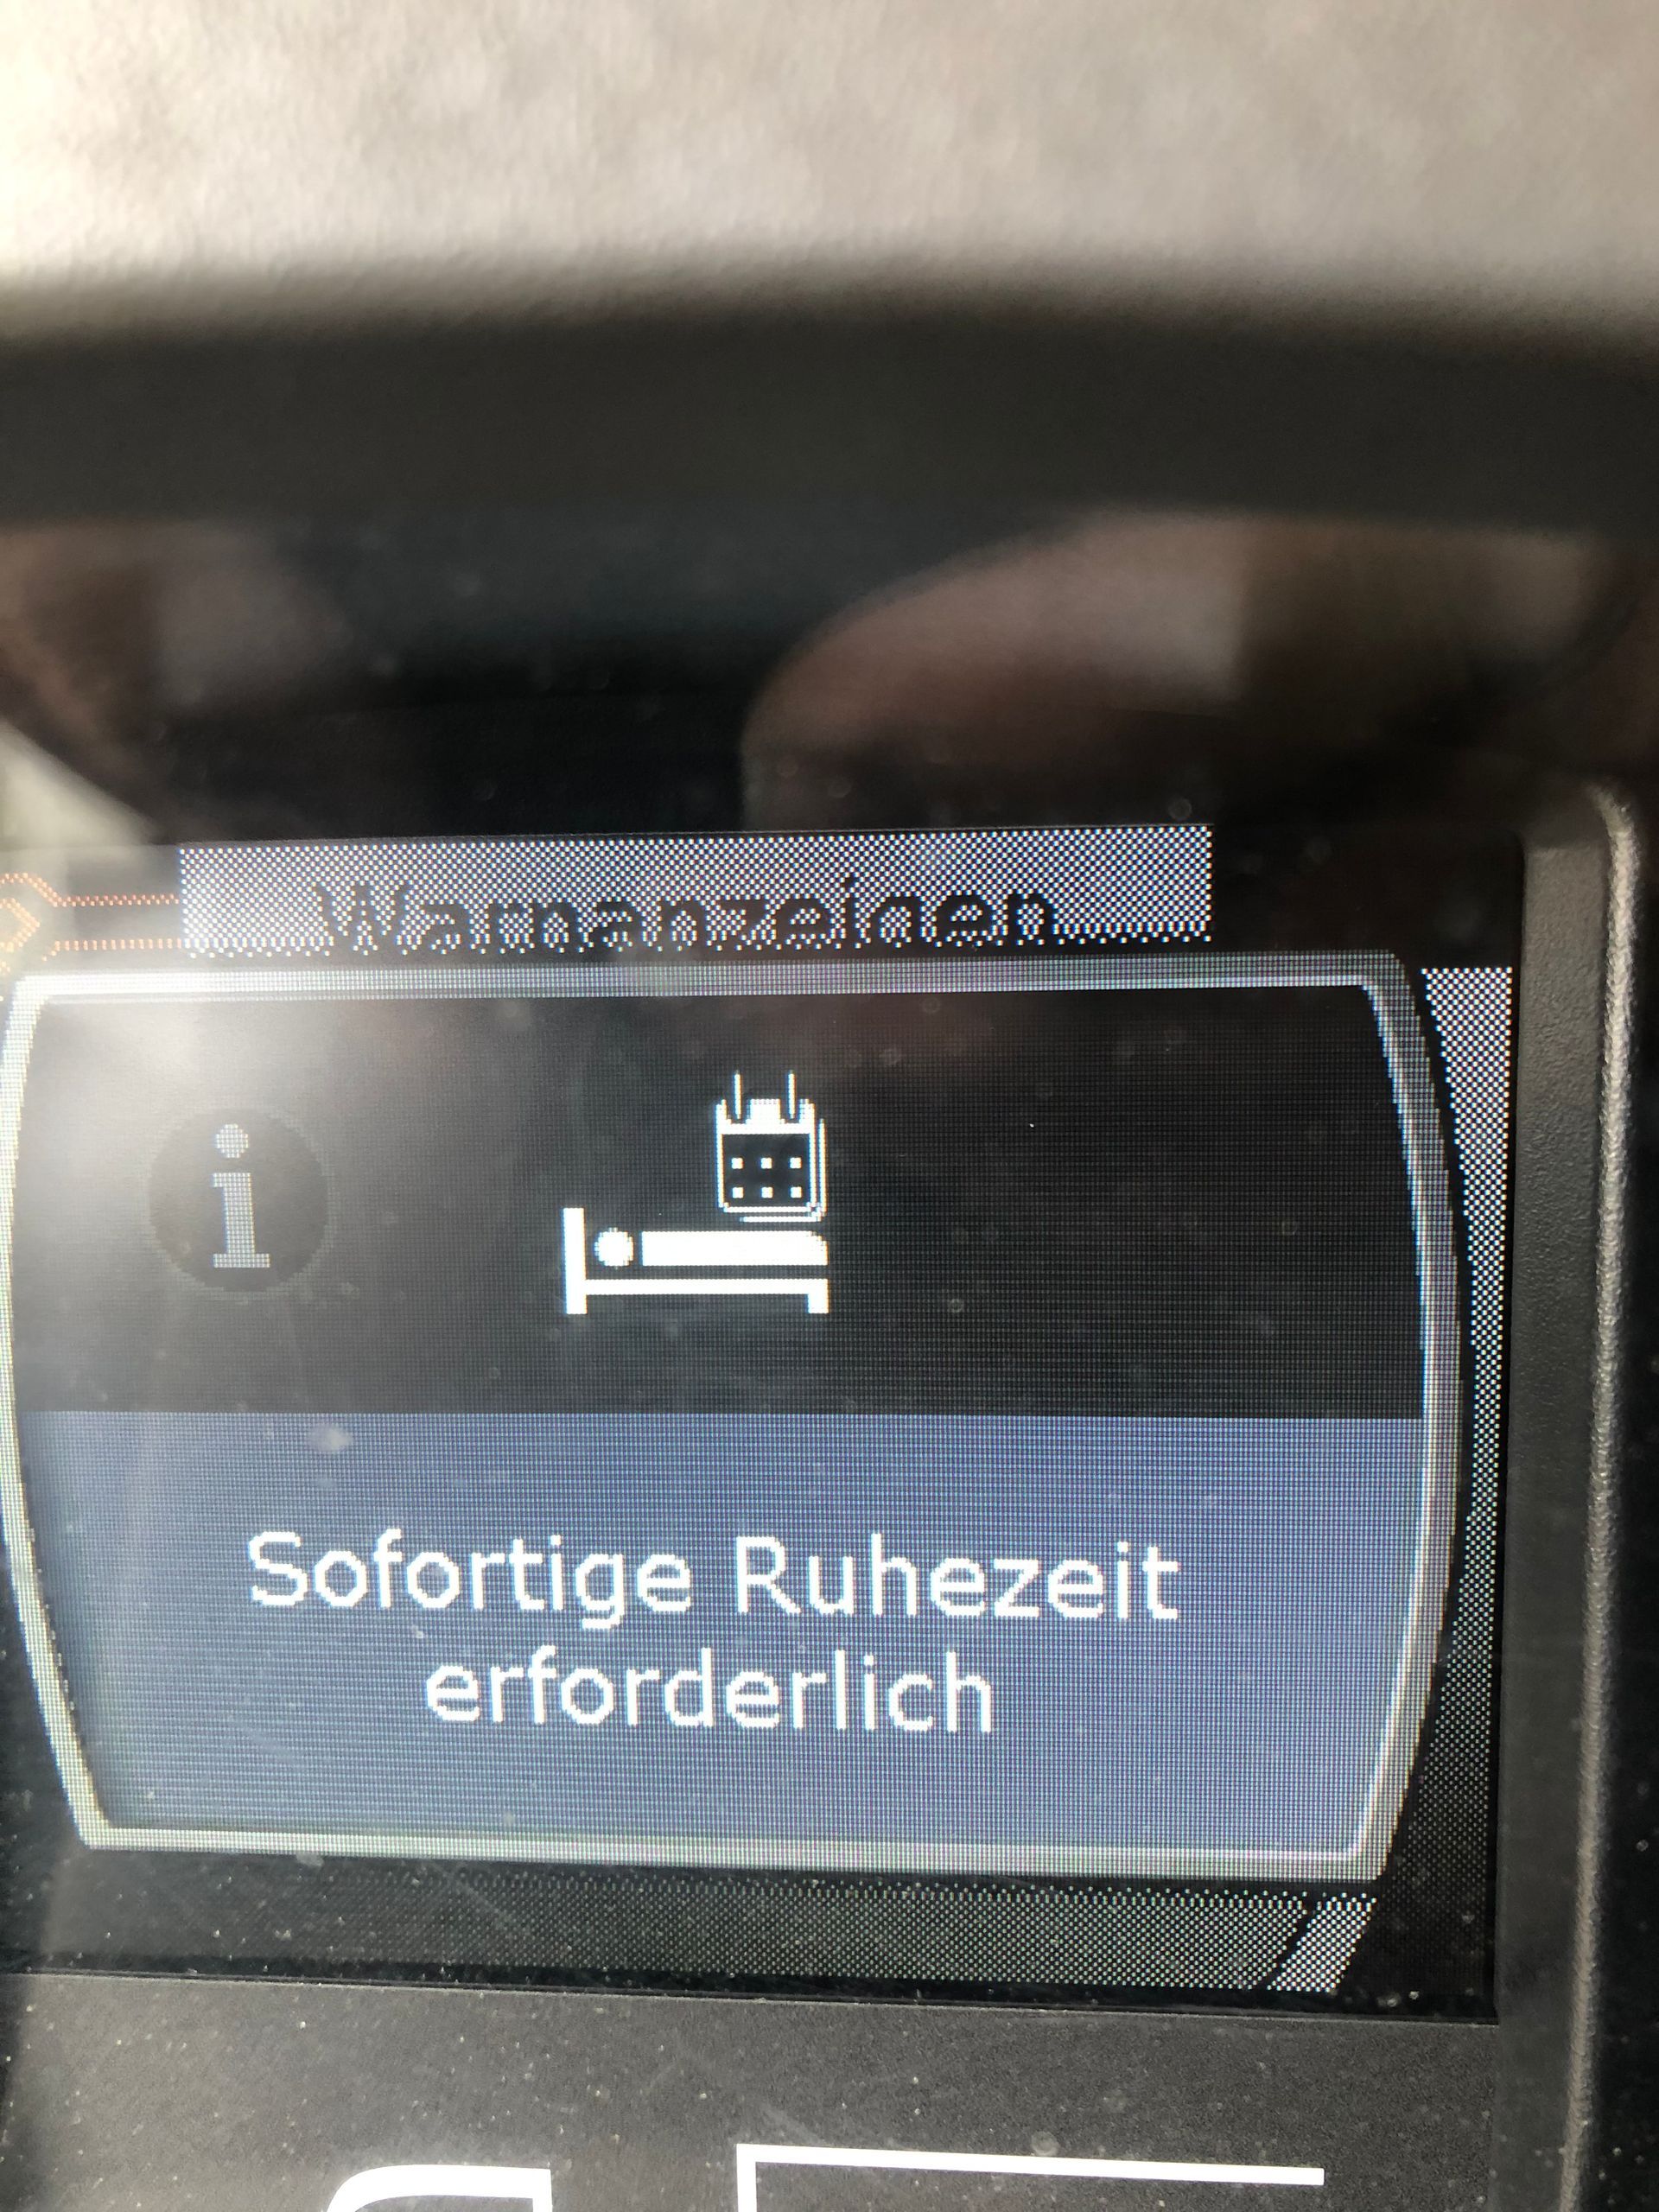 Warnanzeigen
i
Sofortige Ruhezeit
erforderlich